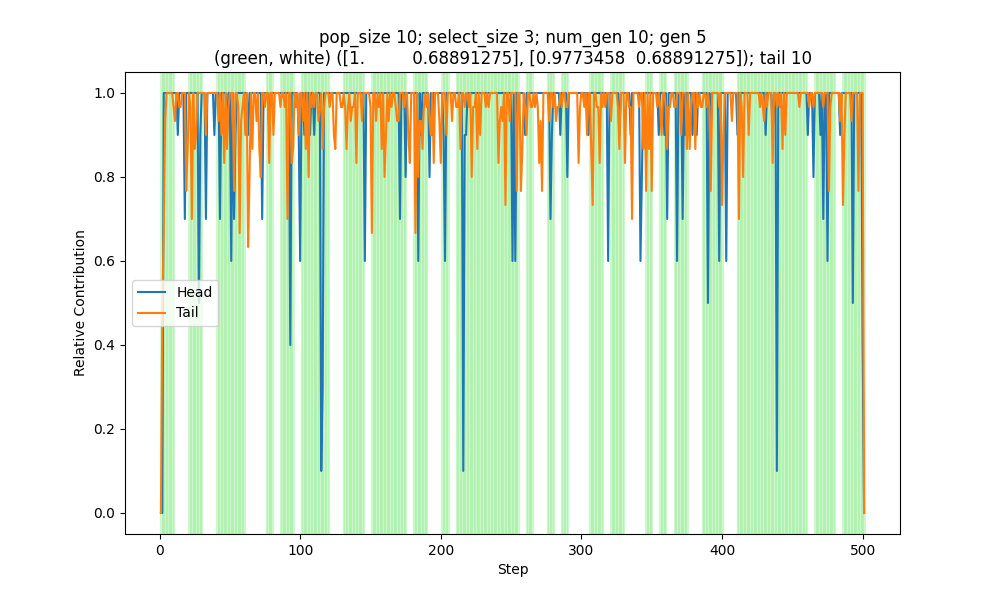 pop_size 10; select_size 3; num_gen 10; gen 5
(green, white) ([1. 0.68891275], [0.9773458 0.68891275]); tail 10
1.0
0.8
0.6
0.4
0.2
0.0
Relative Contribution
Head
Tail
0 100 200 300 400 500
Step